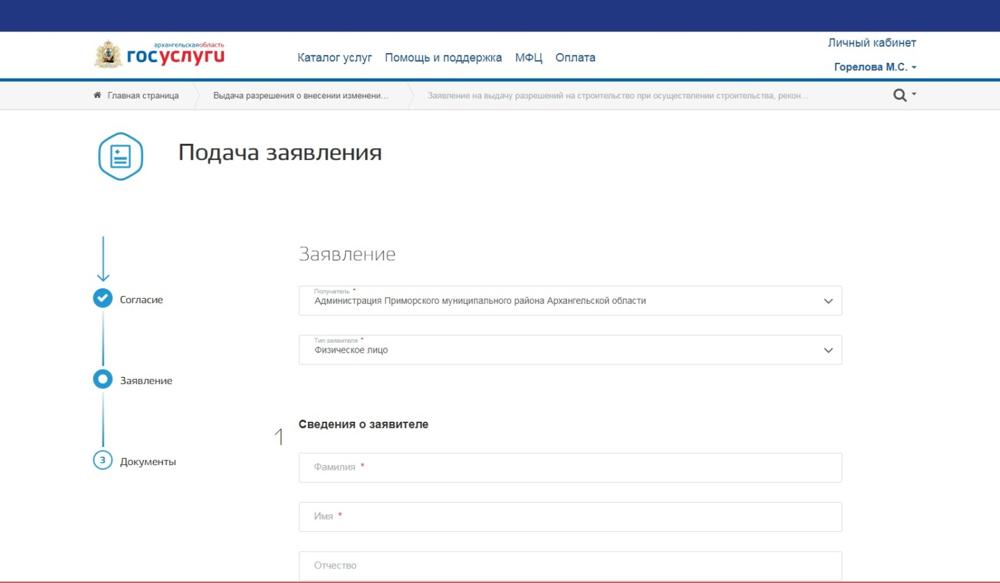 архангельскаяобласть
госуслуги
Каталог услуг Помощь и поддержка МФЦ Оплата
Личный кабинет
Горелова М.С.
Главная страница
Выдача разрешения о внесении изменени...
Заявление на выдачу разрешений на строительство при осуществлении строительства, рекон...
Подача заявления
Согласие
Заявление
3 Документы
Заявление
Получатель *
Администрация Приморского муниципального района Архангельской области
Тип заявителя *
Физическое лицо
1 Сведения о заявителе
Фамилия *
Имя *
Отчество